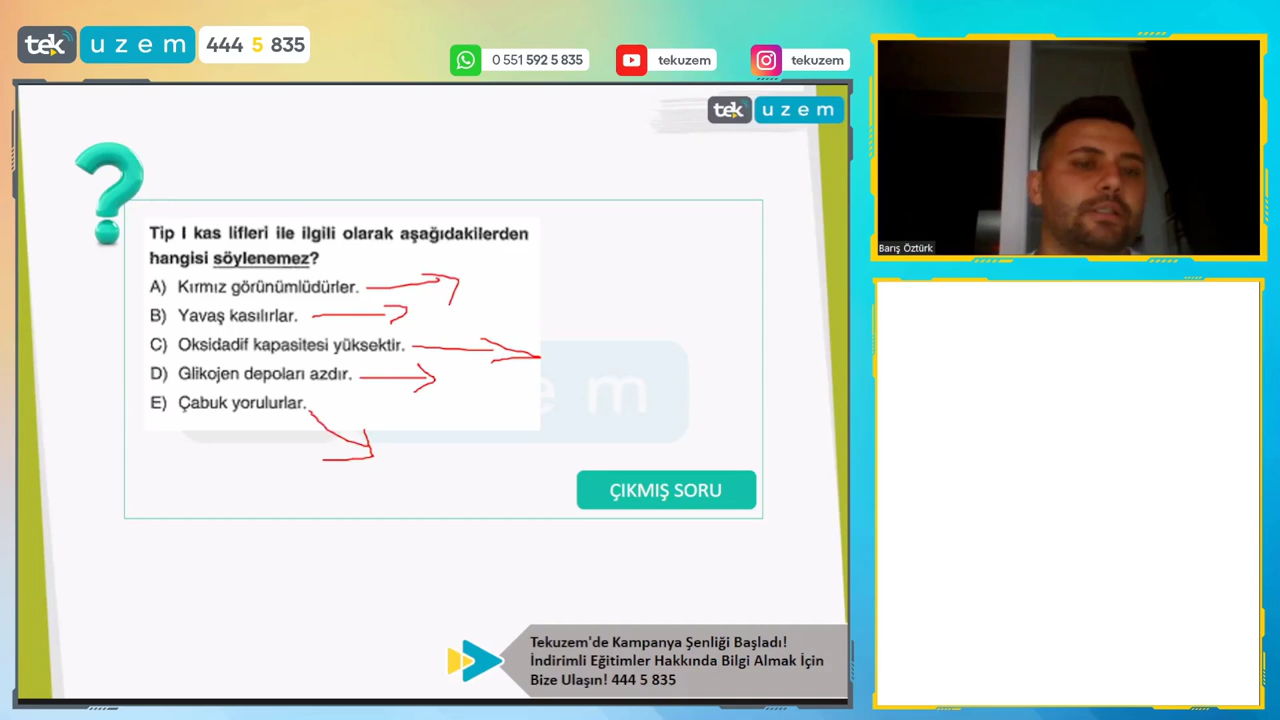 tek uzem 444 5 835
0 551 592 5 835
tekuzem
tekuzem
tek uzem
Tip I kas lifleri ile ilgili olarak aşağıdakilerden
hangisi söylenemez?
A) Kırmız görünümlüdürler.
B) Yavaş kasılırlar.
C) Oksidadif kapasitesi yüksektir.
D) Glikojen depoları azdır.
E) Çabuk yorulurlar.
e m
ÇIKMIŞ SORU
Tekuzem'de Kampanya Şenliği Başladı!
İndirimli Eğitimler Hakkında Bilgi Almak İçin
Bize Ulaşın! 444 5 835
Barış Öztürk